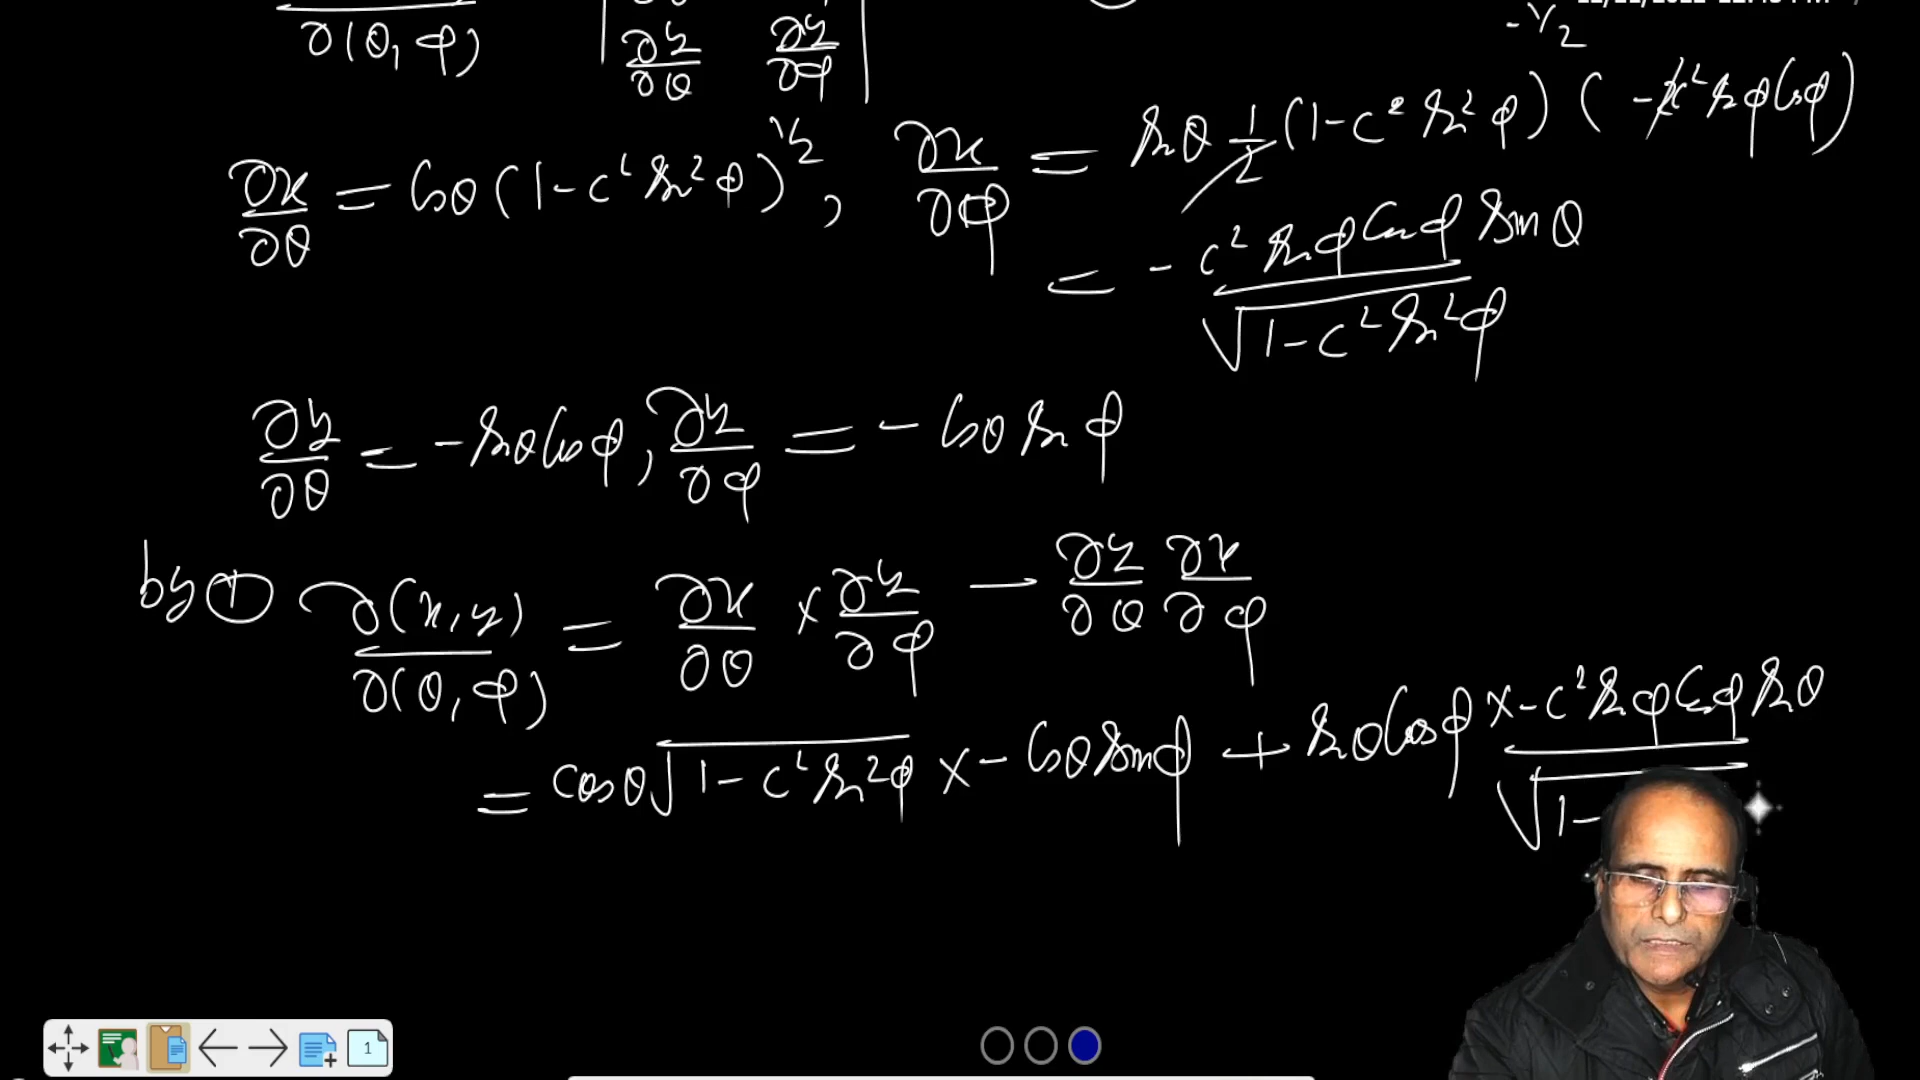 -1/2
∂(θ, φ) | ∂y/∂θ ∂y/∂φ |
∂x/∂θ = Cosθ (1-c² Sin²φ)^1/2 , ∂x/∂φ = Sinθ 1/2 (1-c² Sin²φ) ( -2c² Sinφ Cosφ )
= - c² Sinφ Cosφ Sinθ / √1-c² Sin²φ
∂y/∂θ = - Sinθ Cosφ , ∂y/∂φ = - Cosθ Sinφ
by ① ∂(x,y)/∂(θ, φ) = ∂x/∂θ × ∂y/∂φ - ∂y/∂θ ∂x/∂φ
= cosθ √1-c² Sin²φ × - Cosθ Sinφ + Sinθ Cosφ × -c² Sinφ Cosφ Sinθ / √1-
1